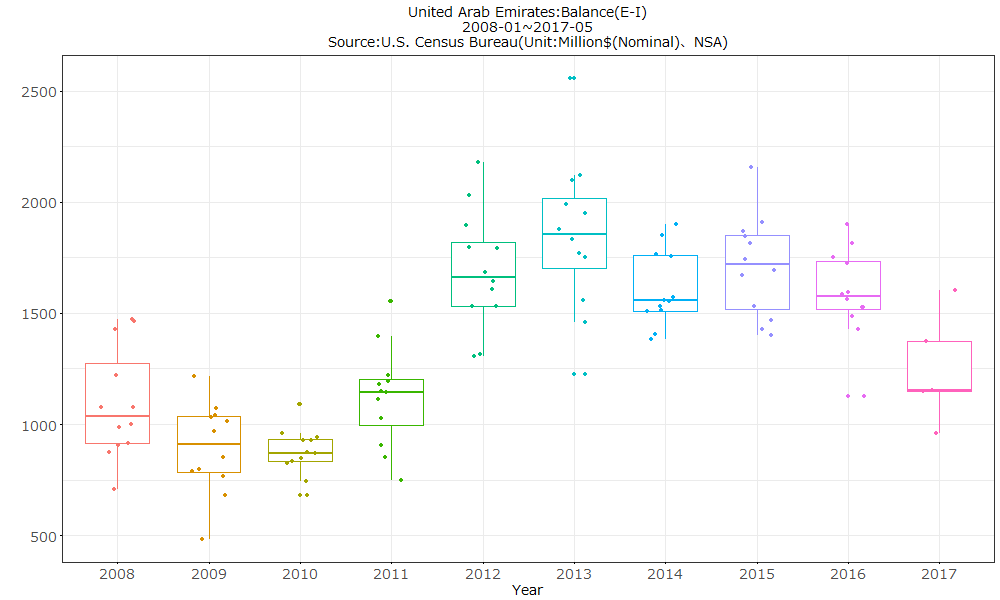 United Arab Emirates:Balance(E-I)
2008-01~2017-05
Source:U.S. Census Bureau(Unit:Million$(Nominal)、NSA)
2500
2000
1500
1000
500
2008 2009 2010 2011 2012 2013 2014 2015 2016 2017
Year